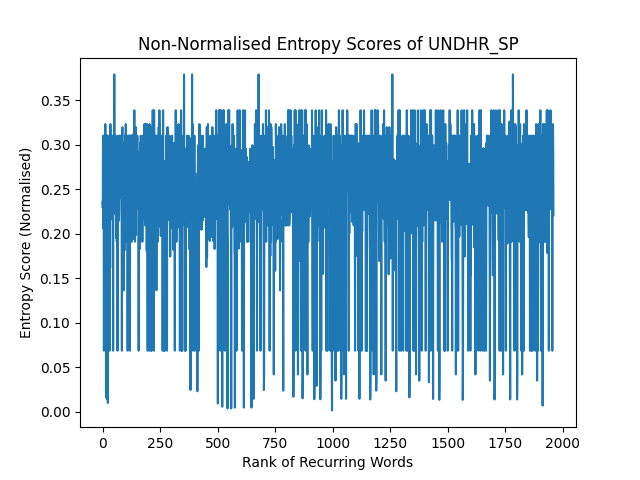 Non-Normalised Entropy Scores of UNDHR_SP
0.35
0.30
0.25
0.20
0.15
0.10
0.05
0.00
Entropy Score (Normalised)
0 250 500 750 1000 1250 1500 1750 2000
Rank of Recurring Words